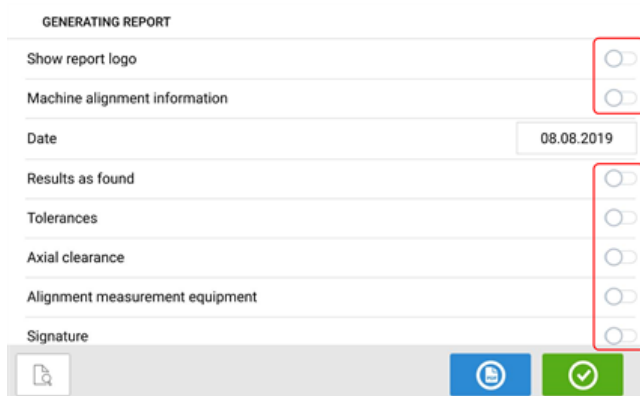 GENERATING REPORT
Show report logo
Machine alignment information
Date 08.08.2019
Results as found
Tolerances
Axial clearance
Alignment measurement equipment
Signature